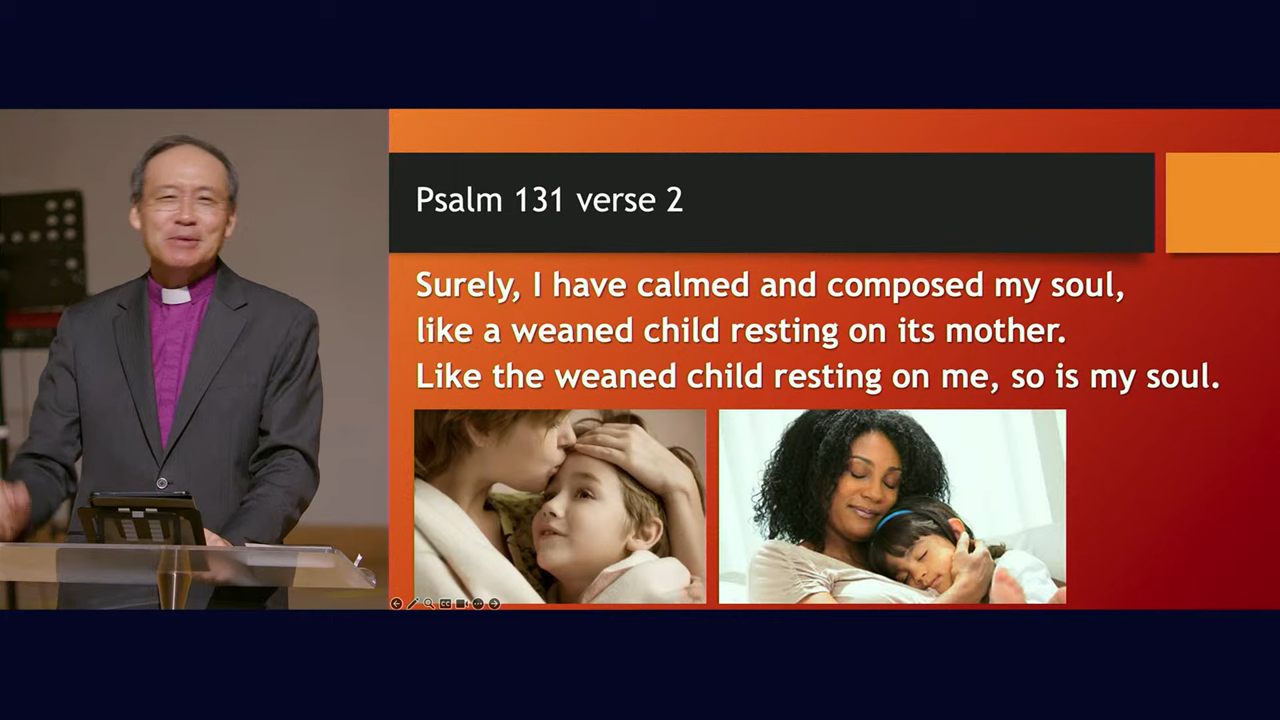 Psalm 131 verse 2
Surely, I have calmed and composed my soul,
like a weaned child resting on its mother.
Like the weaned child resting on me, so is my soul.